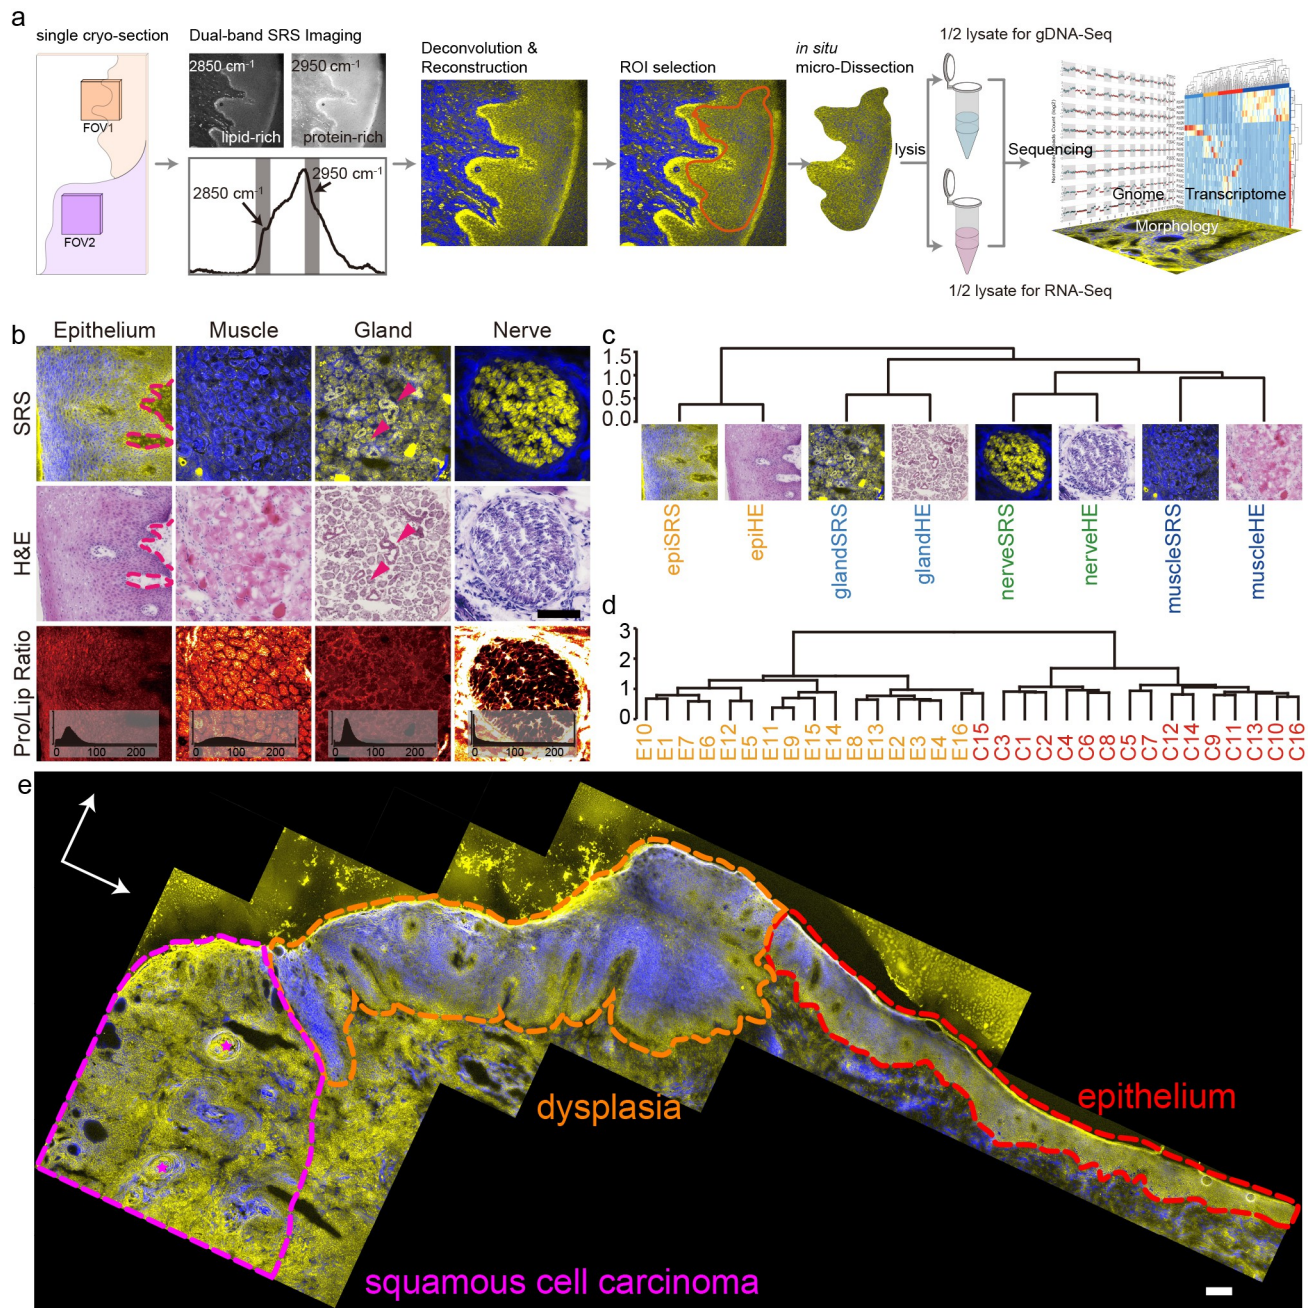 a
single cryo-section
FOV1
FOV2
Dual-band SRS Imaging
2850 cm⁻¹
lipid-rich
2950 cm⁻¹
protein-rich
2850 cm⁻¹
2950 cm⁻¹
Deconvolution &
Reconstruction
ROI selection
in situ
micro-Dissection
lysis
1/2 lysate for gDNA-Seq
1/2 lysate for RNA-Seq
Sequencing
Gnome
Transcriptome
Morphology
b
Epithelium
Muscle
Gland
Nerve
SRS
H&E
Pro/Lip Ratio
0 100 200
0 100 200
0 100 200
0 100 200
c
1.5
1.0
0.5
0.0
epiSRS
epiHE
glandSRS
glandHE
nerveSRS
nerveHE
muscleSRS
muscleHE
d
3
2
1
0
E10
E1
E7
E6
E12
E5
E11
E9
E15
E14
E8
E13
E2
E3
E4
E16
C15
C3
C1
C2
C4
C6
C8
C5
C7
C12
C14
C9
C11
C13
C10
C16
e
dysplasia
epithelium
squamous cell carcinoma